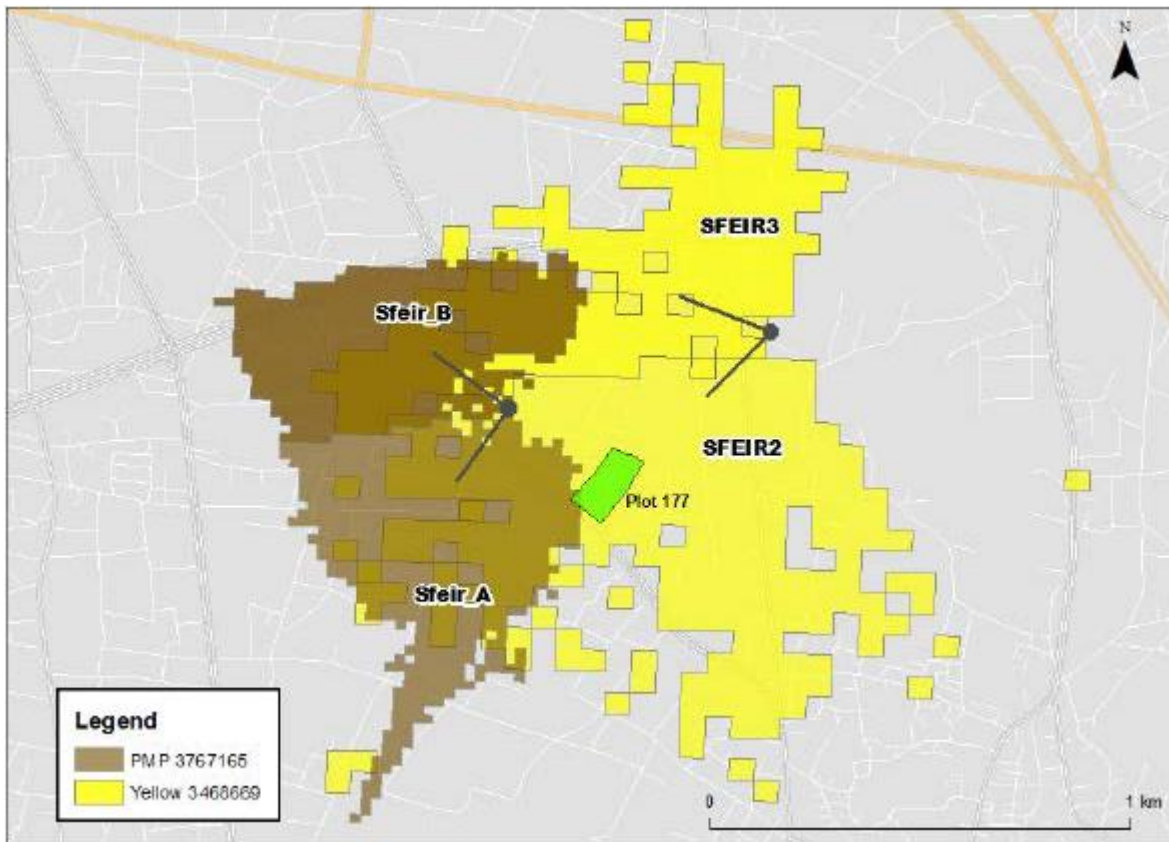 N
SFEIR3
Sfeir_B
SFEIR2
Plot 177
Sfeir_A
Legend
PMP 3767165
Yellow 3468669
0 1 km